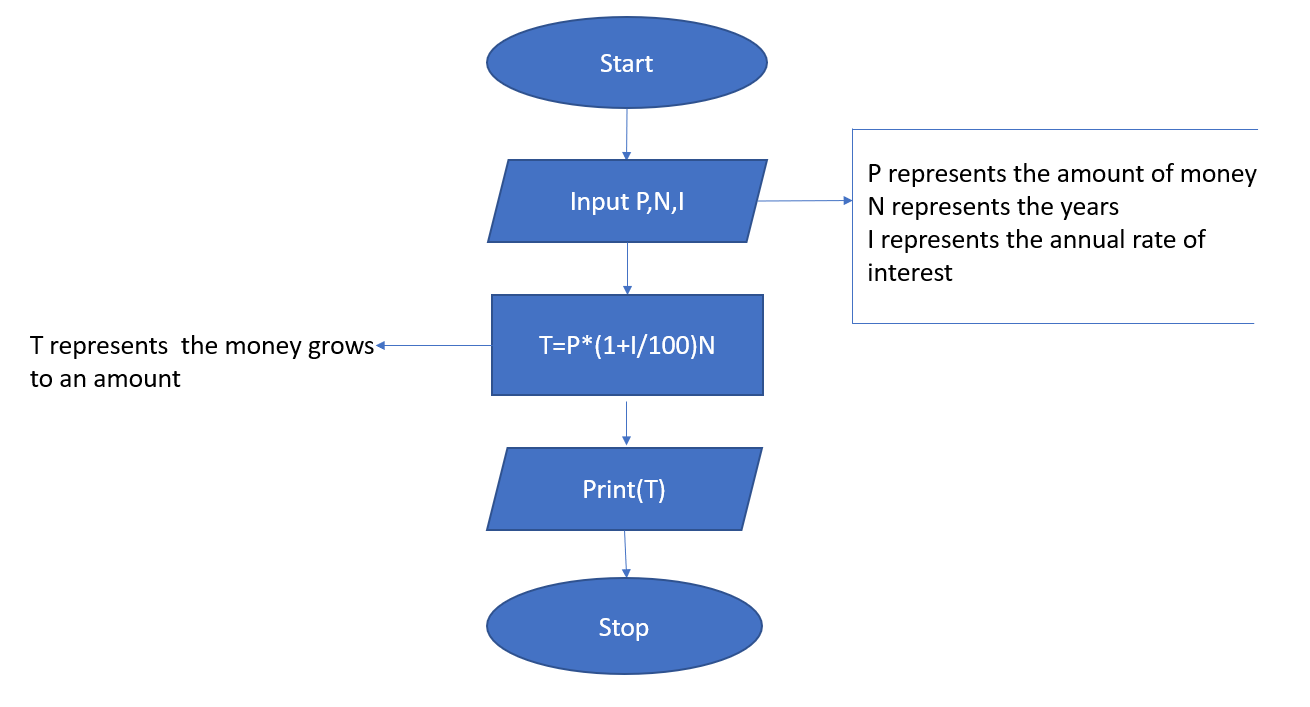 Start
Input P,N,I
P represents the amount of money
N represents the years
I represents the annual rate of
interest
T=P*(1+I/100)N
T represents  the money grows
to an amount
Print(T)
Stop